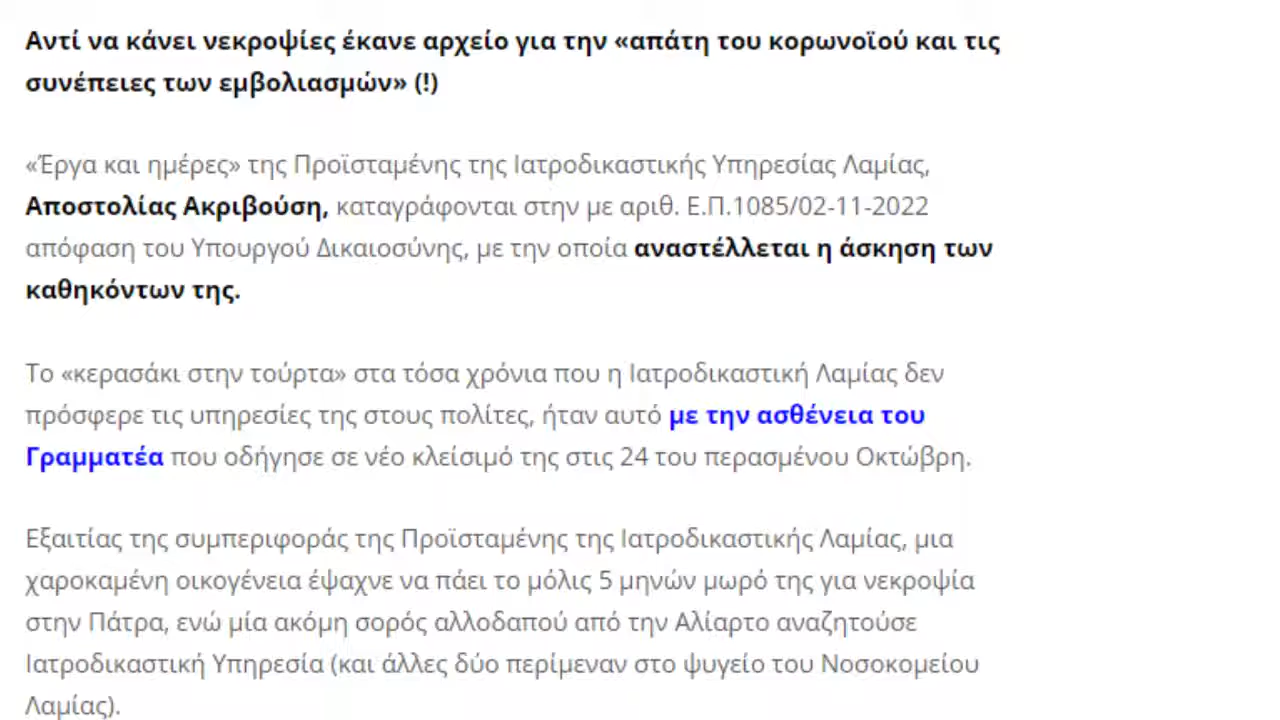 Αντί να κάνει νεκροψίες έκανε αρχείο για την «απάτη του κορωνοϊού και τις
συνέπειες των εμβολιασμών» (!)
«Έργα και ημέρες» της Προϊσταμένης της Ιατροδικαστικής Υπηρεσίας Λαμίας,
Αποστολίας Ακριβούση, καταγράφονται στην με αριθ. Ε.Π.1085/02-11-2022
απόφαση του Υπουργού Δικαιοσύνης, με την οποία αναστέλλεται η άσκηση των
καθηκόντων της.
Το «κερασάκι στην τούρτα» στα τόσα χρόνια που η Ιατροδικαστική Λαμίας δεν
πρόσφερε τις υπηρεσίες της στους πολίτες, ήταν αυτό με την ασθένεια του
Γραμματέα που οδήγησε σε νέο κλείσιμό της στις 24 του περασμένου Οκτώβρη.
Εξαιτίας της συμπεριφοράς της Προϊσταμένης της Ιατροδικαστικής Λαμίας, μια
χαροκαμένη οικογένεια έψαχνε να πάει το μόλις 5 μηνών μωρό της για νεκροψία
στην Πάτρα, ενώ μία ακόμη σορός αλλοδαπού από την Αλίαρτο αναζητούσε
Ιατροδικαστική Υπηρεσία (και άλλες δύο περίμεναν στο ψυγείο του Νοσοκομείου
Λαμίας).